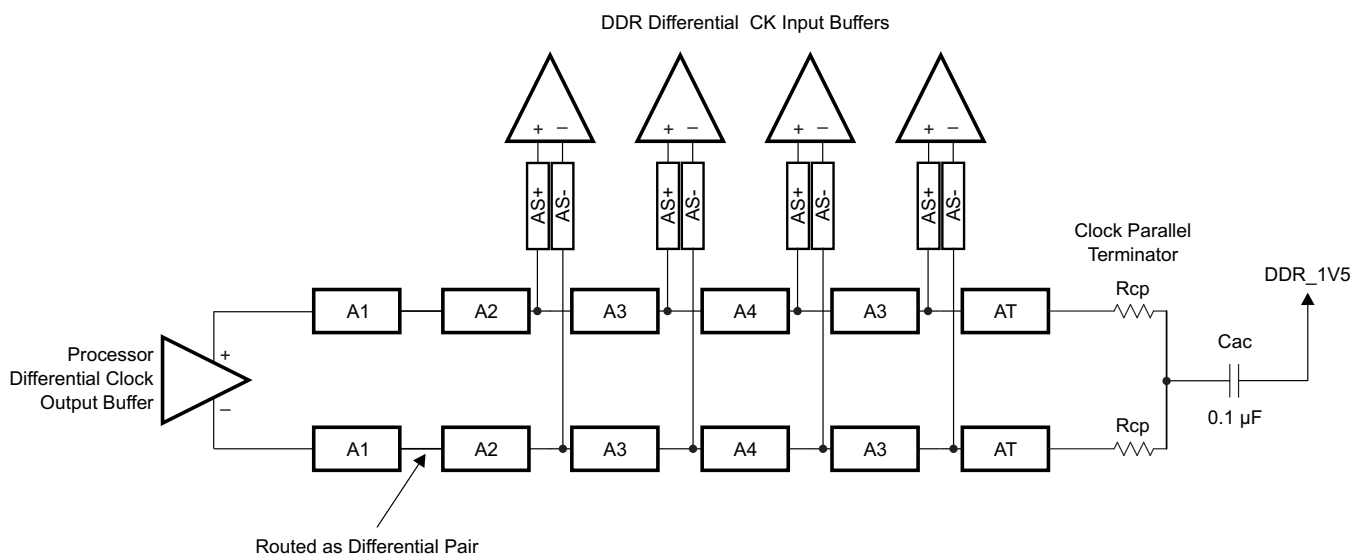 DDR Differential CK Input Buffers
+ – + – + – + –
AS+ AS- AS+ AS- AS+ AS- AS+ AS-
Clock Parallel
Terminator
DDR_1V5
A1 A2 A3 A4 A3 AT Rcp
Processor
Differential Clock
Output Buffer
+
–
Cac
0.1 µF
A1 A2 A3 A4 A3 AT Rcp
Routed as Differential Pair